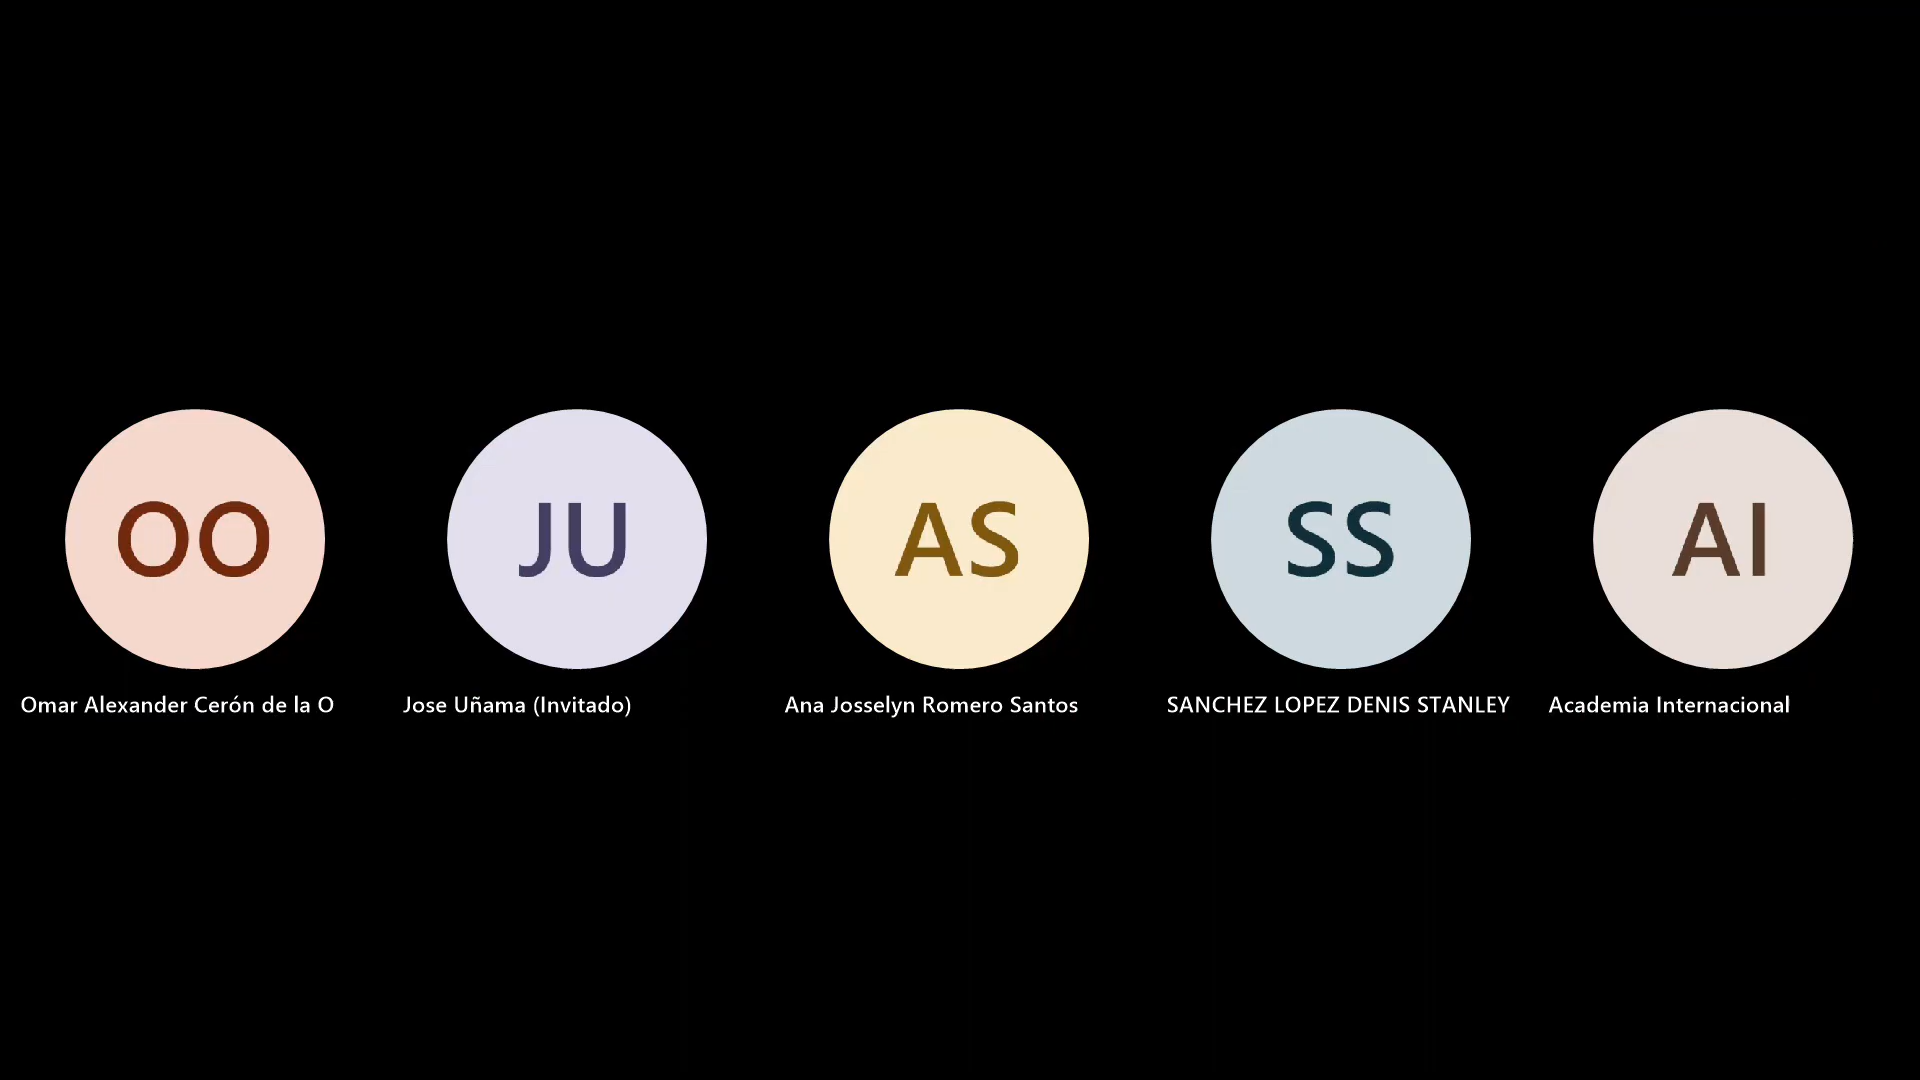 OO
JU
AS
SS
AI
Omar Alexander Cerón de la O
Jose Uñama (Invitado)
Ana Josselyn Romero Santos
SANCHEZ LOPEZ DENIS STANLEY
Academia Internacional